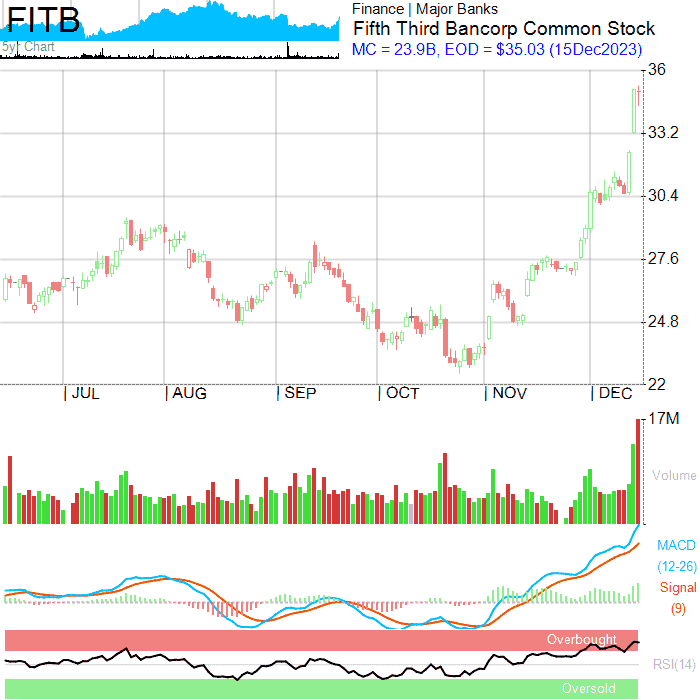 FITB
5yr Chart
Finance | Major Banks
Fifth Third Bancorp Common Stock
MC = 23.9B, EOD = $35.03 (15Dec2023)
36
33.2
30.4
27.6
24.8
22
| JUL | AUG | SEP | OCT | NOV | DEC
17M
Volume
MACD
(12-26)
Signal
(9)
Overbought
RSI(14)
Oversold